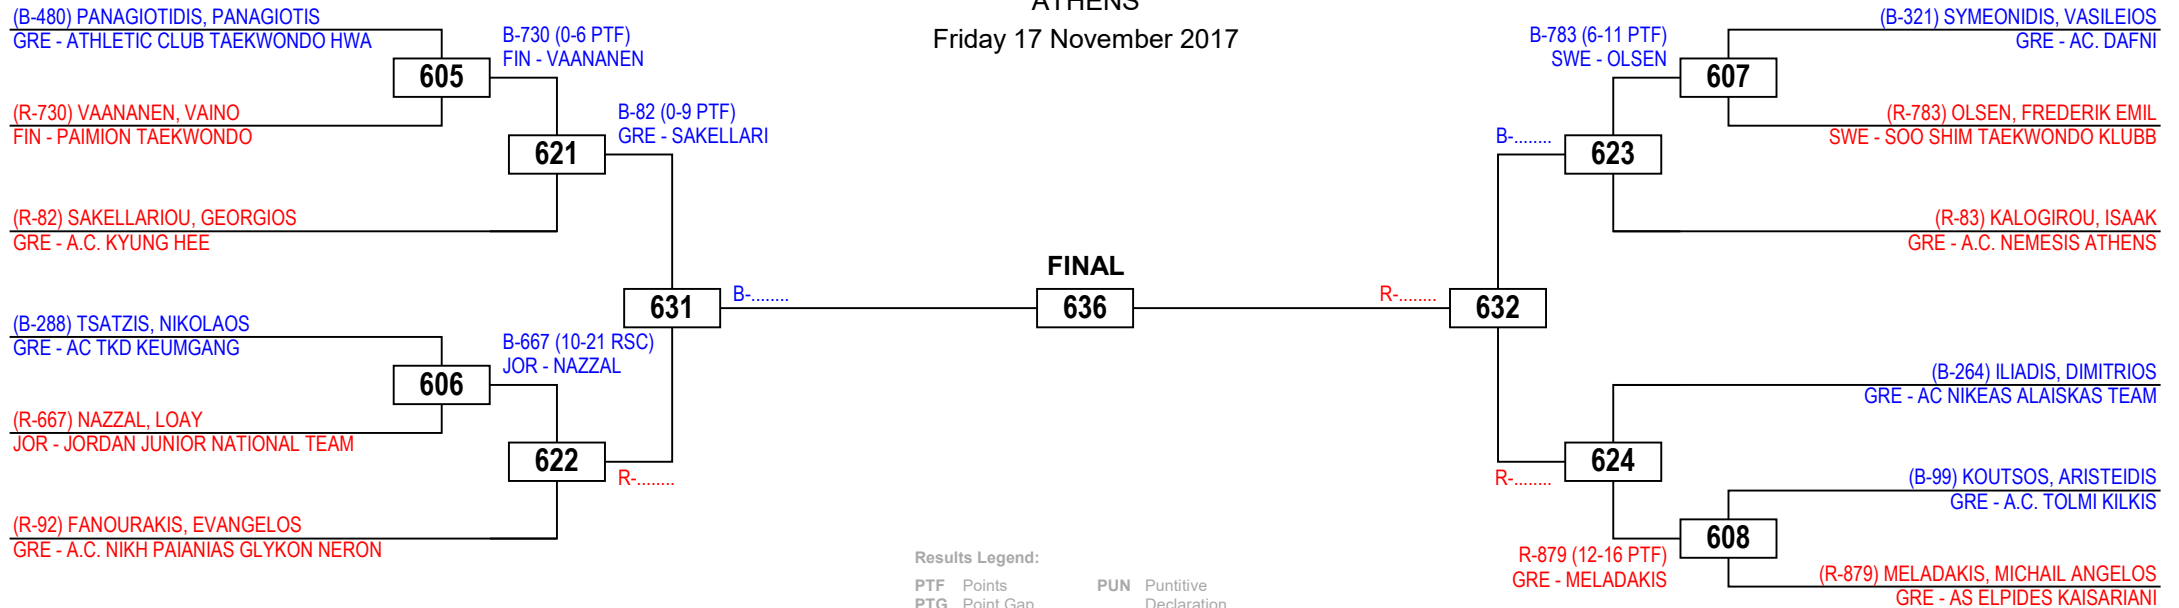 ATHENS
Friday 17 November 2017
(B-480) PANAGIOTIDIS, PANAGIOTIS
GRE - ATHLETIC CLUB TAEKWONDO HWA
605
(R-730) VAANANEN, VAINO
FIN - PAIMION TAEKWONDO
B-730 (0-6 PTF)
FIN - VAANANEN
621
(R-82) SAKELLARIOU, GEORGIOS
GRE - A.C. KYUNG HEE
B-82 (0-9 PTF)
GRE - SAKELLARI
631
B-........
(B-288) TSATZIS, NIKOLAOS
GRE - AC TKD KEUMGANG
606
(R-667) NAZZAL, LOAY
JOR - JORDAN JUNIOR NATIONAL TEAM
B-667 (10-21 RSC)
JOR - NAZZAL
622
R-........
(R-92) FANOURAKIS, EVANGELOS
GRE - A.C. NIKH PAIANIAS GLYKON NERON
FINAL
636
(B-321) SYMEONIDIS, VASILEIOS
GRE - AC. DAFNI
B-783 (6-11 PTF)
SWE - OLSEN
607
(R-783) OLSEN, FREDERIK EMIL
SWE - SOO SHIM TAEKWONDO KLUBB
B-........
623
(R-83) KALOGIROU, ISAAK
GRE - A.C. NEMESIS ATHENS
R-........
632
(B-264) ILIADIS, DIMITRIOS
GRE - AC NIKEAS ALAISKAS TEAM
R-........
624
(B-99) KOUTSOS, ARISTEIDIS
GRE - A.C. TOLMI KILKIS
608
R-879 (12-16 PTF)
GRE - MELADAKIS
(R-879) MELADAKIS, MICHAIL ANGELOS
GRE - AS ELPIDES KAISARIANI
Results Legend:
PTF Points PUN Puntitive
PTG Point Gap Declaration